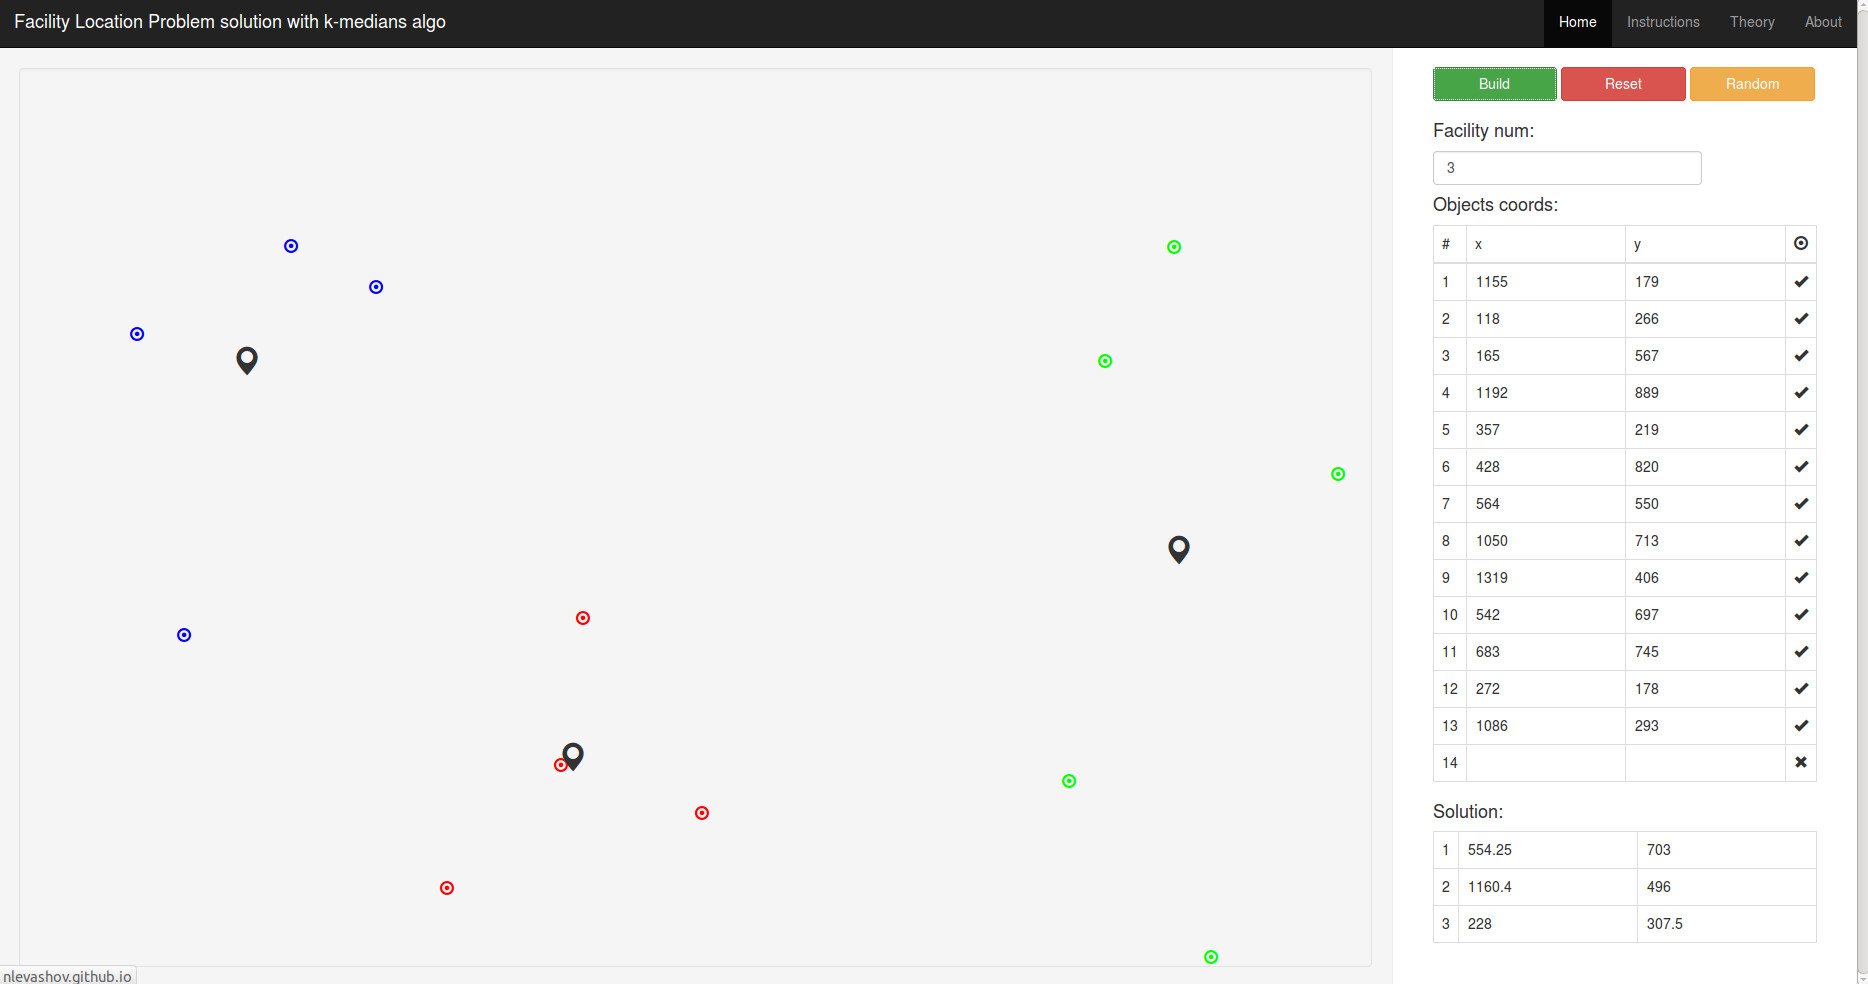 Facility Location Problem solution with k-medians algo Home Instructions Theory About
Build Reset Random
Facility num:
3
Objects coords:
# x y
1 1155 179
2 118 266
3 165 567
4 1192 889
5 357 219
6 428 820
7 564 550
8 1050 713
9 1319 406
10 542 697
11 683 745
12 272 178
13 1086 293
14
Solution:
1 554.25 703
2 1160.4 496
3 228 307.5
nlevashov.github.io